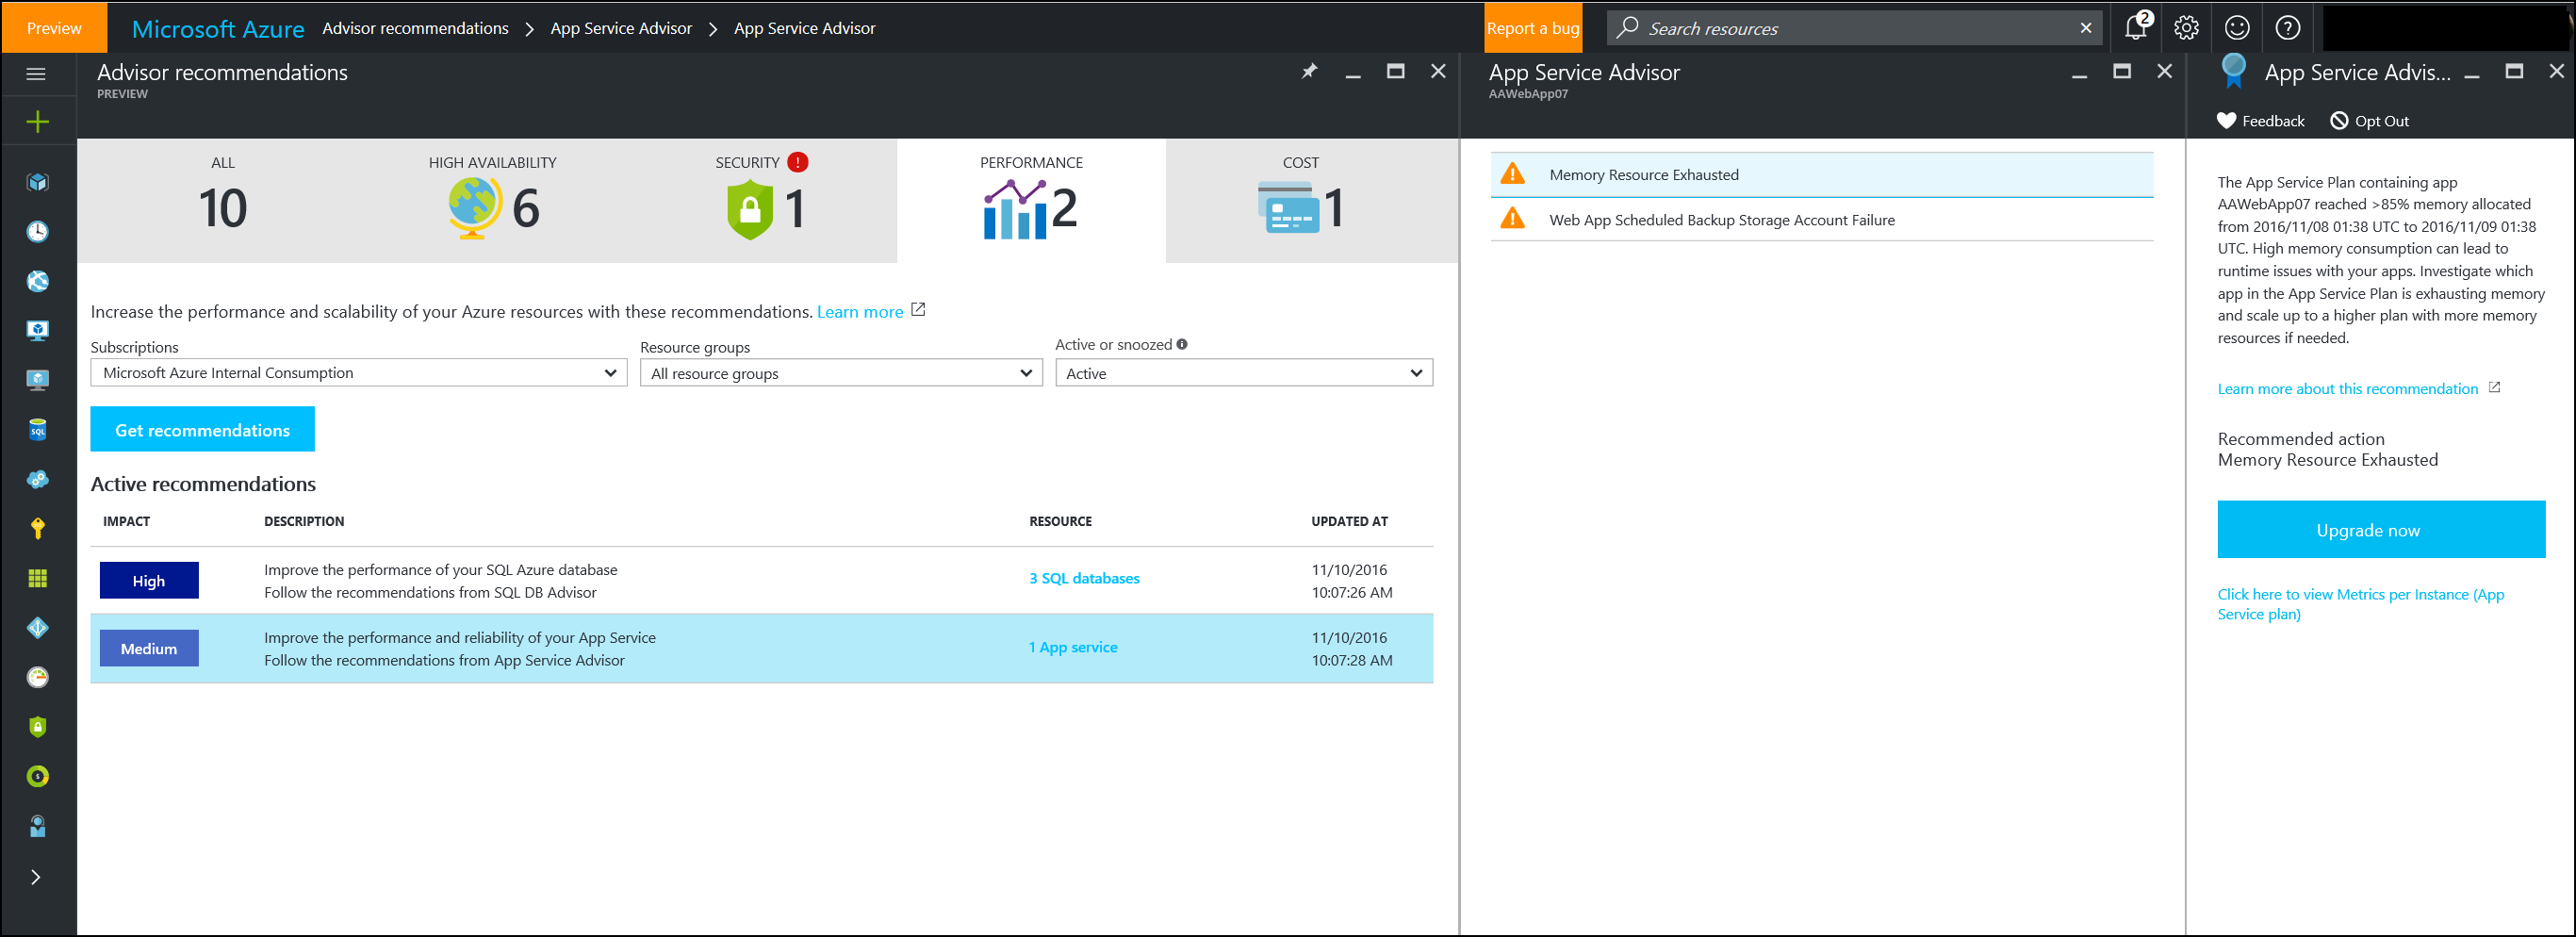 Preview
Microsoft Azure
Advisor recommendations
App Service Advisor
App Service Advisor
Report a bug
Search resources
2
Advisor recommendations
PREVIEW
ALL
10
HIGH AVAILABILITY
6
SECURITY
!
1
PERFORMANCE
2
COST
1
Increase the performance and scalability of your Azure resources with these recommendations. Learn more
Subscriptions
Microsoft Azure Internal Consumption
Resource groups
All resource groups
Active or snoozed
Active
Get recommendations
Active recommendations
IMPACT DESCRIPTION RESOURCE UPDATED AT
High
Improve the performance of your SQL Azure database
Follow the recommendations from SQL DB Advisor
3 SQL databases
11/10/2016
10:07:26 AM
Medium
Improve the performance and reliability of your App Service
Follow the recommendations from App Service Advisor
1 App service
11/10/2016
10:07:28 AM
App Service Advisor
AAWebApp07
Memory Resource Exhausted
Web App Scheduled Backup Storage Account Failure
App Service Advis...
Feedback
Opt Out
The App Service Plan containing app
AAWebApp07 reached >85% memory allocated
from 2016/11/08 01:38 UTC to 2016/11/09 01:38
UTC. High memory consumption can lead to
runtime issues with your apps. Investigate which
app in the App Service Plan is exhausting memory
and scale up to a higher plan with more memory
resources if needed.
Learn more about this recommendation
Recommended action
Memory Resource Exhausted
Upgrade now
Click here to view Metrics per Instance (App
Service plan)
SQL